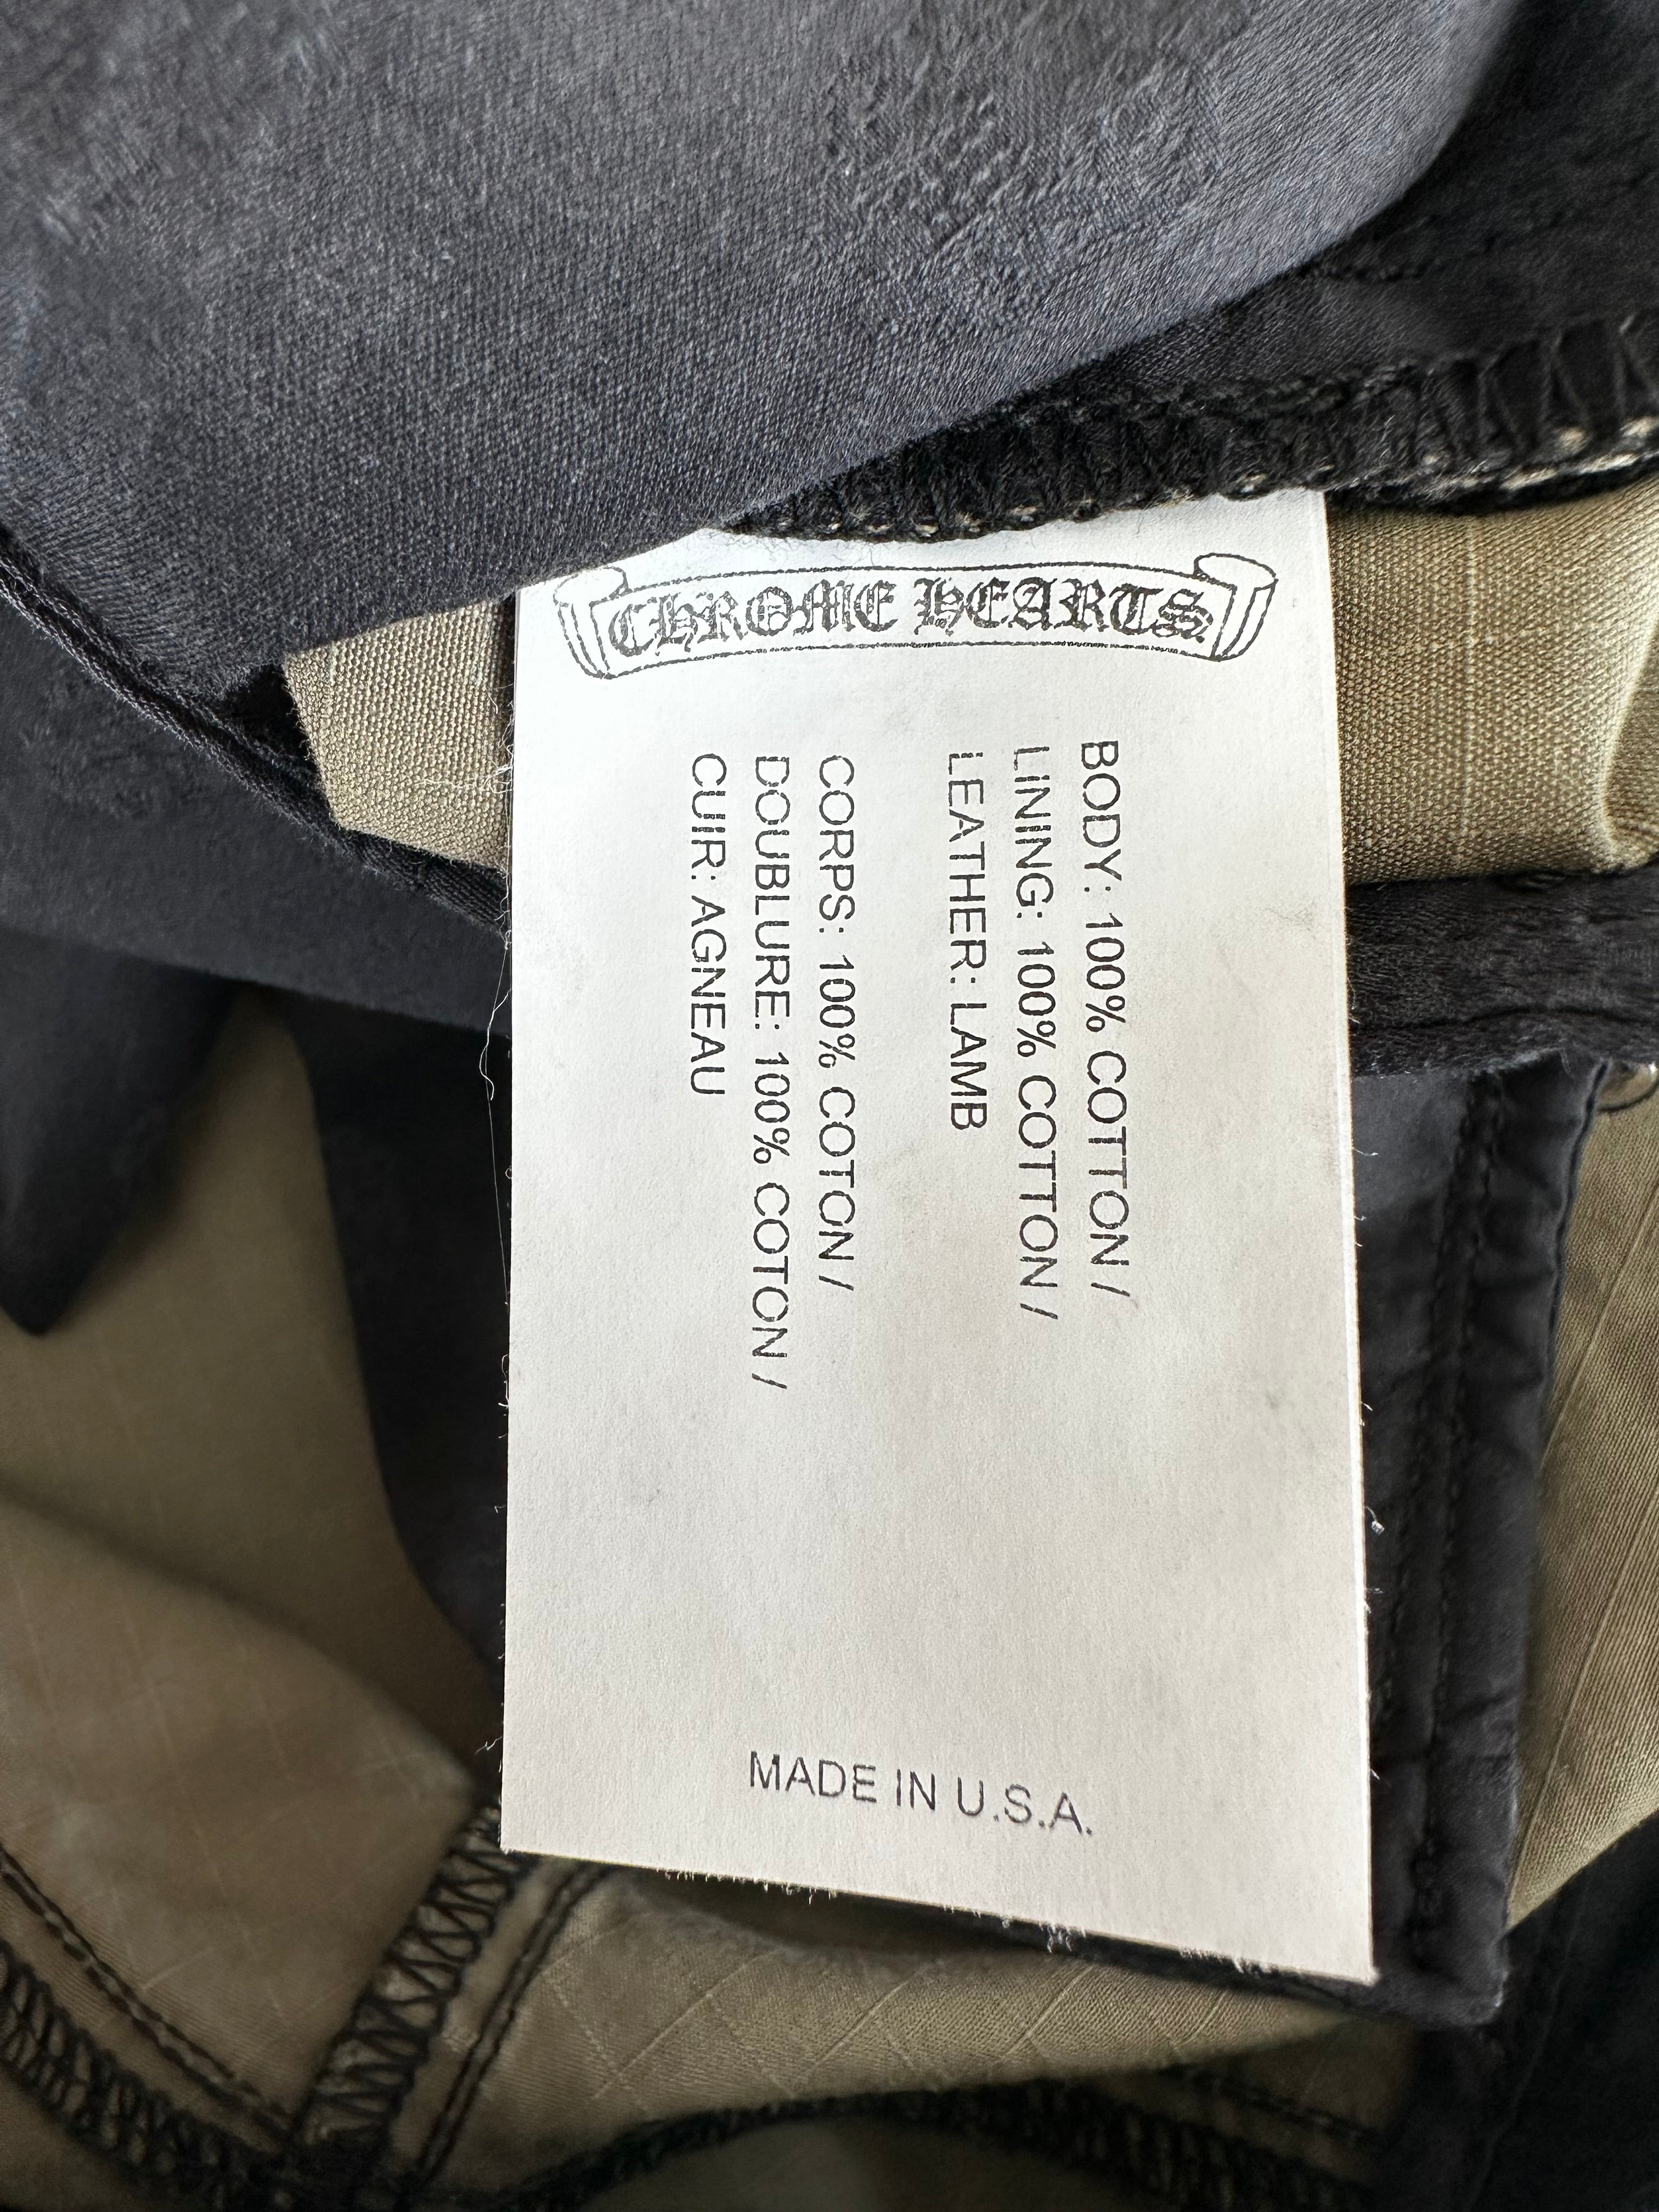 CHROME HEARTS
BODY: 100% COTTON /
LINING: 100% COTTON /
LEATHER: LAMB
CORPS: 100% COTON /
DOUBLURE: 100% COTON /
CUIR: AGNEAU
MADE IN U.S.A.